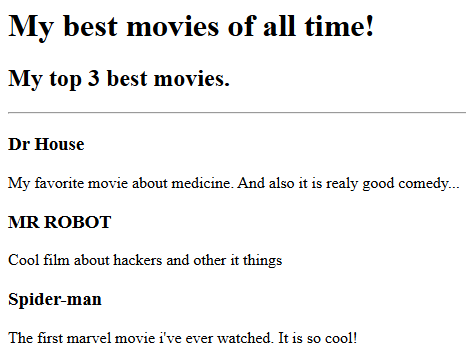 My best movies of all time!
My top 3 best movies.
Dr House
My favorite movie about medicine. And also it is realy good comedy...
MR ROBOT
Cool film about hackers and other it things
Spider-man
The first marvel movie i've ever watched. It is so cool!